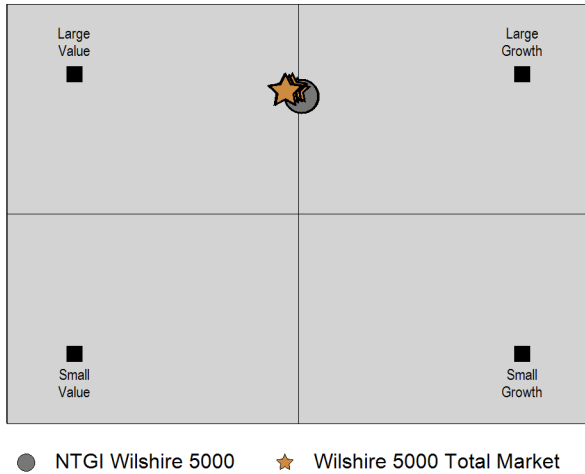 Large
Value
Large
Growth
Small
Value
Small
Growth
NTGI Wilshire 5000
Wilshire 5000 Total Market